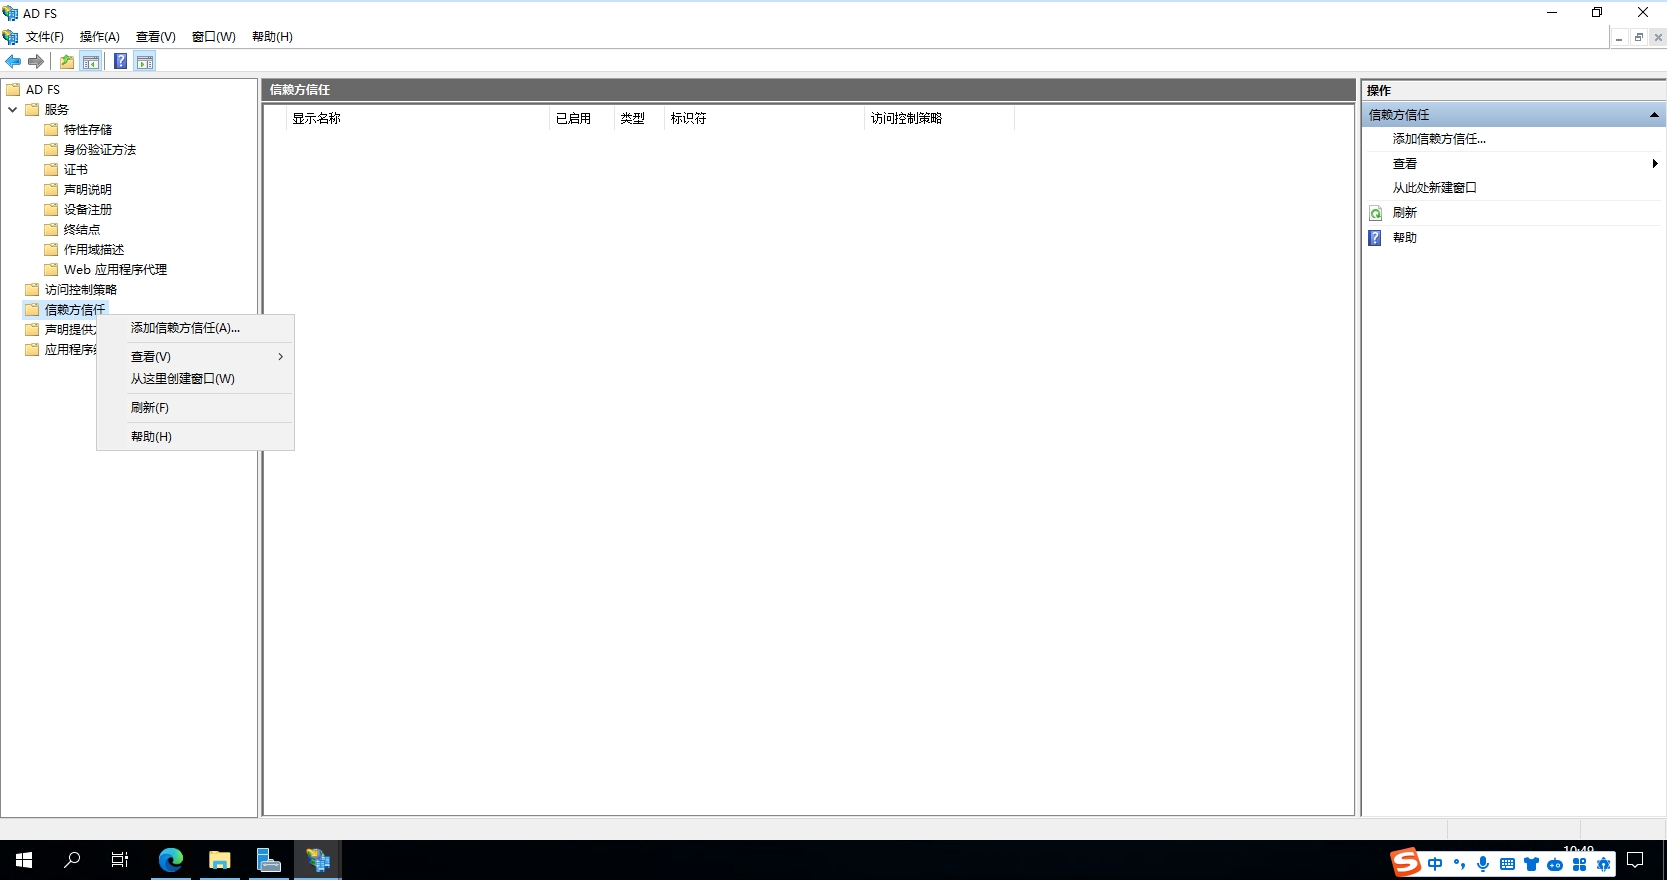 AD FS
文件(F) 操作(A) 查看(V) 窗口(W) 帮助(H)
AD FS
服务
特性存储
身份验证方法
证书
声明说明
设备注册
终结点
作用域描述
Web 应用程序代理
访问控制策略
信赖方信任
声明提供
应用程序
添加信赖方信任(A)...
查看(V)
从这里创建窗口(W)
刷新(F)
帮助(H)
信赖方信任
显示名称 已启用 类型 标识符 访问控制策略
操作
信赖方信任
添加信赖方信任...
查看
从此处新建窗口
刷新
帮助
中
10:49